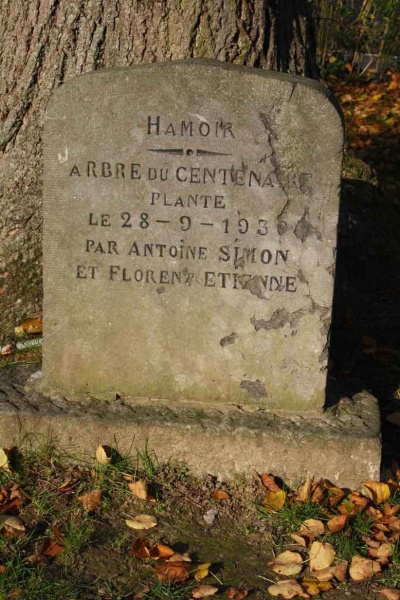 HAMOIR
ARBRE DU CENTENAIRE
PLANTE
LE 28-9-193
PAR ANTOINE SIMON
ET FLORENT ETIENNE